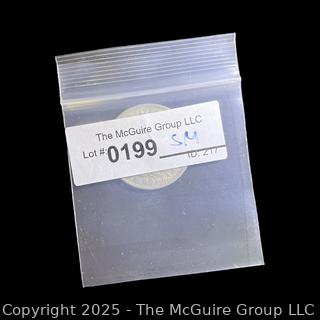 The McGuire Group LLC
Lot #: 0199 SM
ID: 217
Copyright © 2025 - The McGuire Group LLC